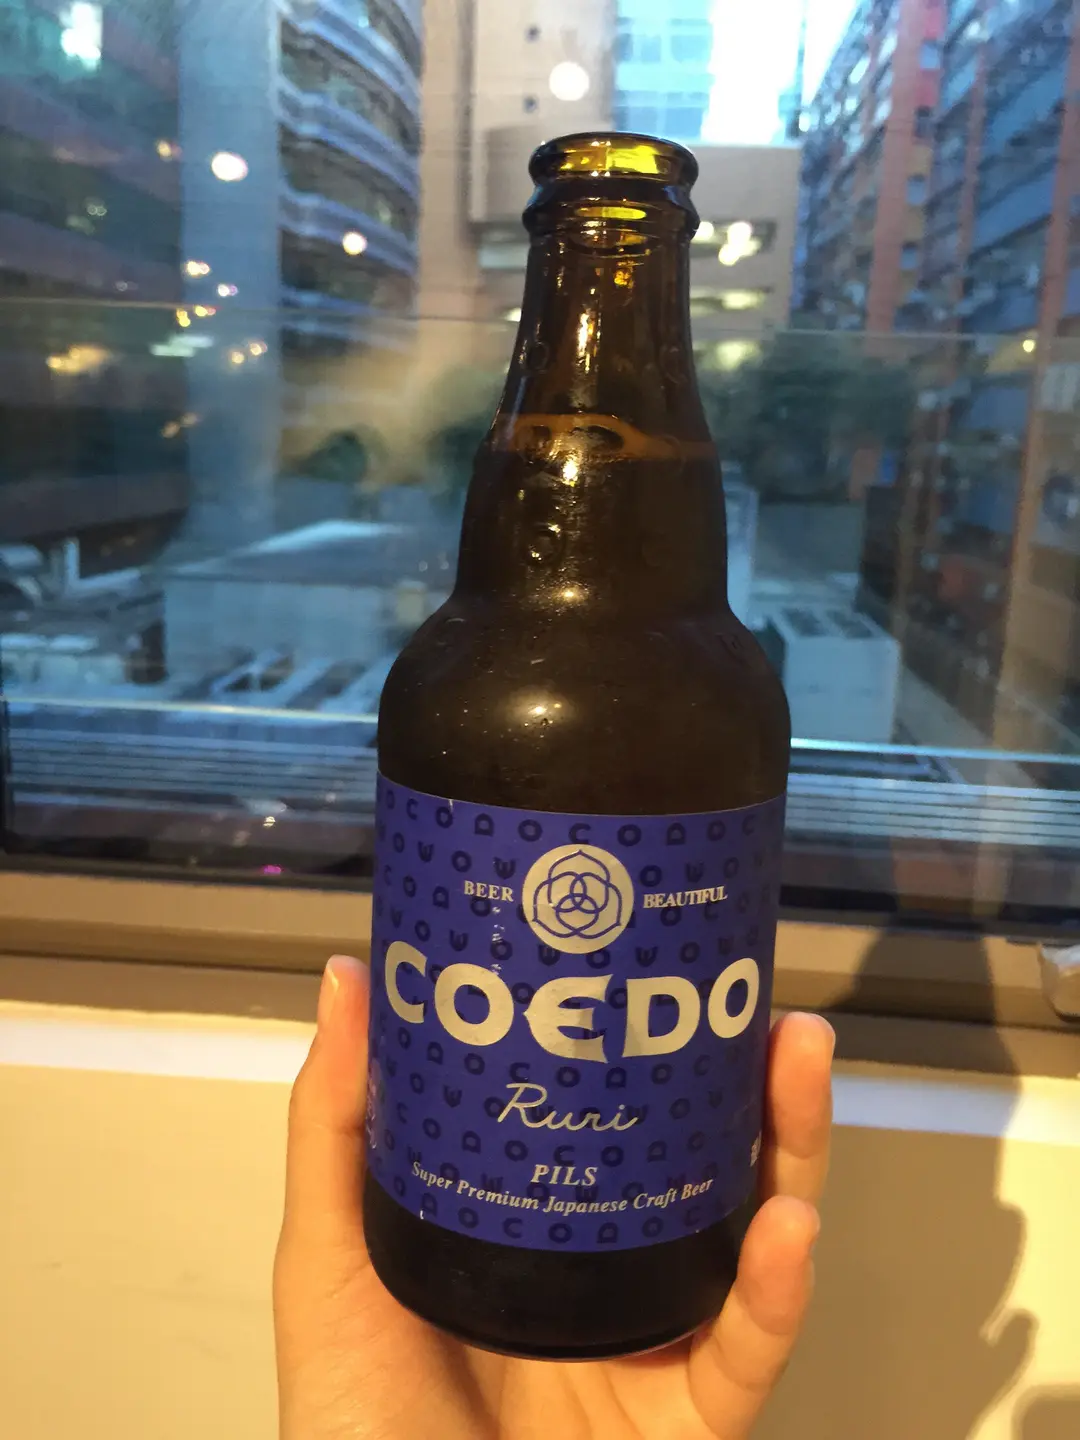 BEER BEAUTIFUL
COEDO
Ruri
PILS
Super Premium Japanese Craft Beer